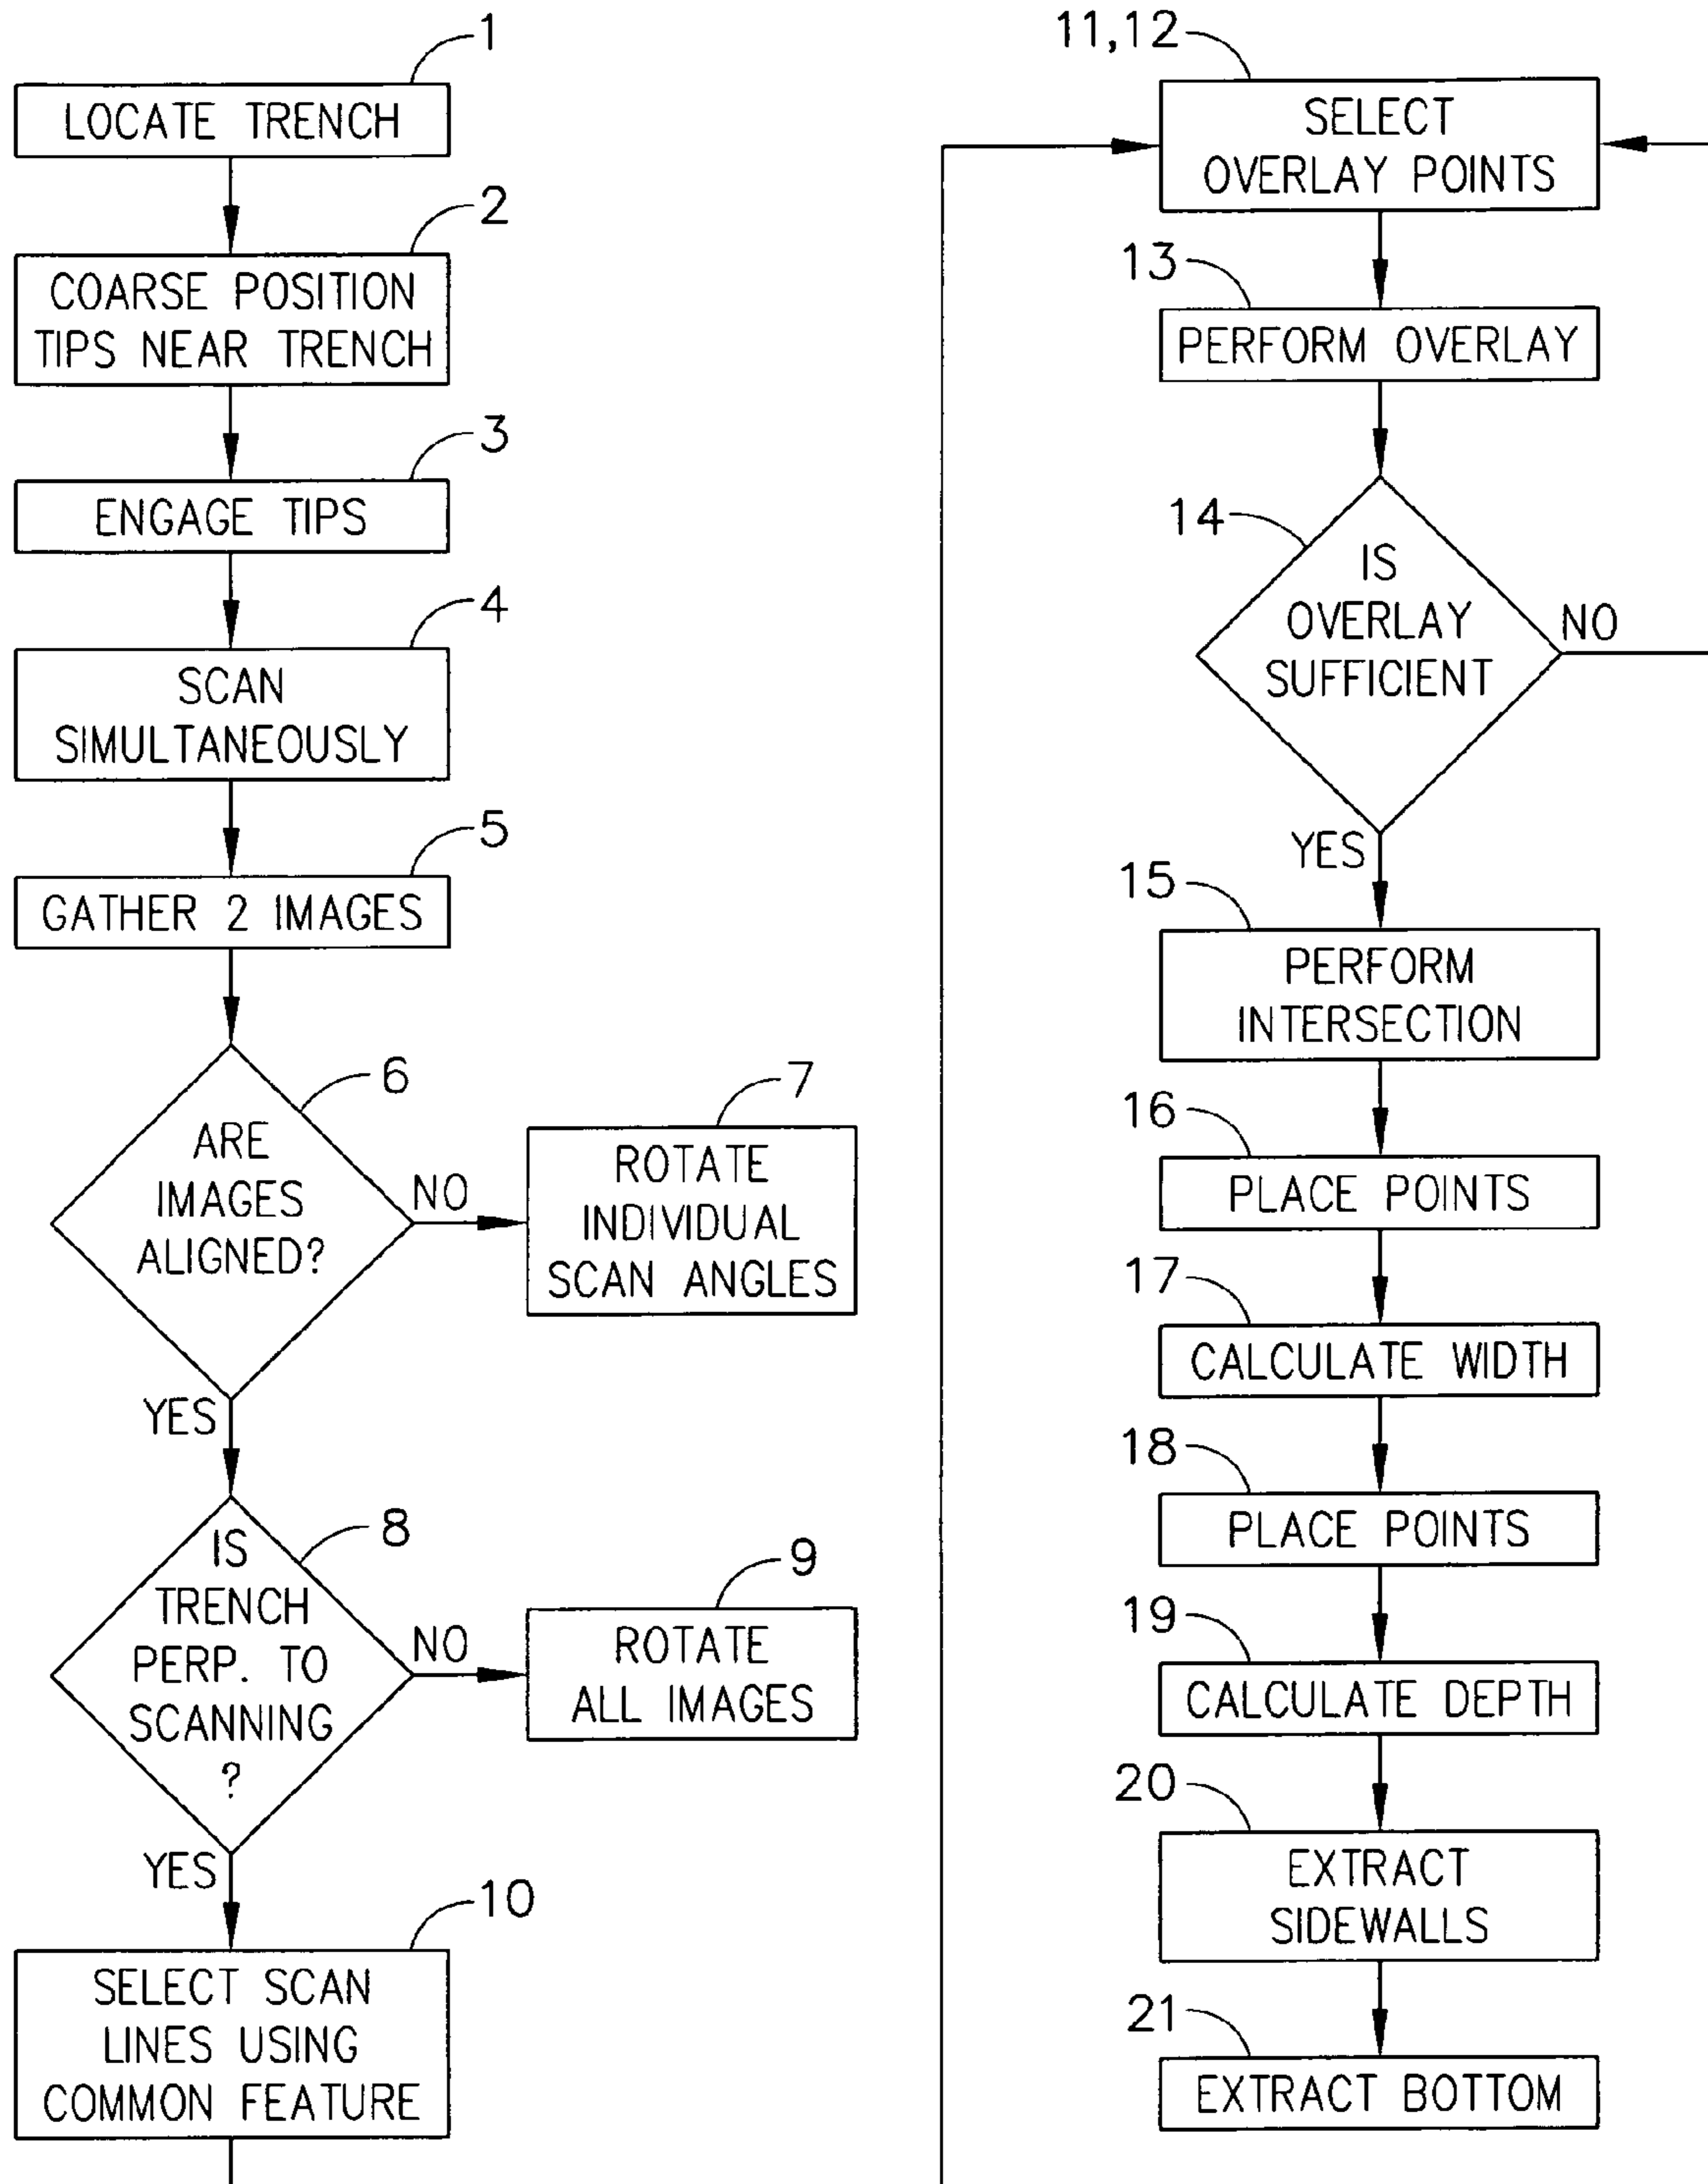 1
LOCATE TRENCH
2
COARSE POSITION
TIPS NEAR TRENCH
3
ENGAGE TIPS
4
SCAN
SIMULTANEOUSLY
5
GATHER 2 IMAGES
6
ARE
IMAGES
ALIGNED?
NO
7
ROTATE
INDIVIDUAL
SCAN ANGLES
YES
8
IS
TRENCH
PERP. TO
SCANNING
?
NO
9
ROTATE
ALL IMAGES
YES
10
SELECT SCAN
LINES USING
COMMON FEATURE
11,12
SELECT
OVERLAY POINTS
13
PERFORM OVERLAY
14
IS
OVERLAY
SUFFICIENT
NO
YES
15
PERFORM
INTERSECTION
16
PLACE POINTS
17
CALCULATE WIDTH
18
PLACE POINTS
19
CALCULATE DEPTH
20
EXTRACT
SIDEWALLS
21
EXTRACT BOTTOM